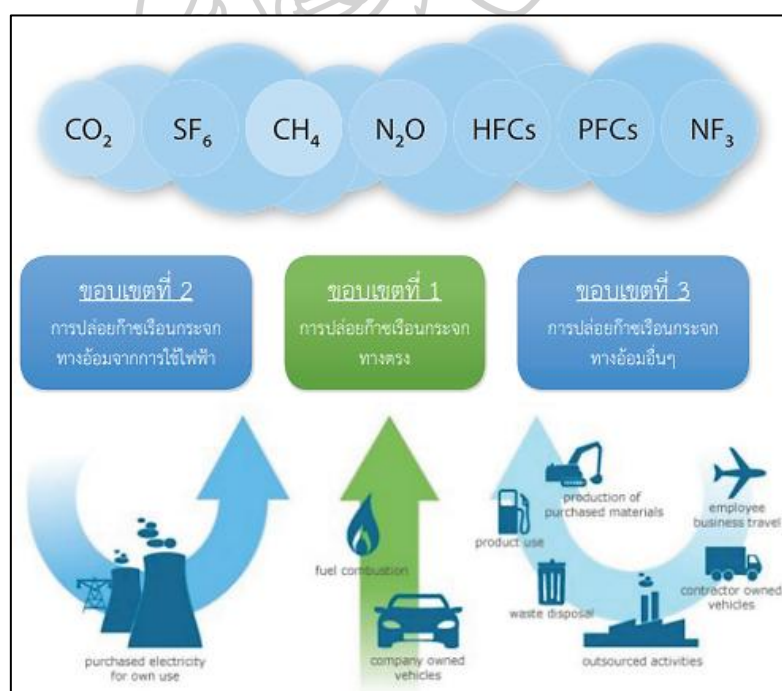 CO₂ SF₆ CH₄ N₂O HFCs PFCs NF₃
ขอบเขตที่ 2
การปล่อยก๊าซเรือนกระจก
ทางอ้อมจากการใช้ไฟฟ้า
ขอบเขตที่ 1
การปล่อยก๊าซเรือนกระจก
ทางตรง
ขอบเขตที่ 3
การปล่อยก๊าซเรือนกระจก
ทางอ้อมอื่นๆ
purchased electricity
for own use
fuel combustion
company owned
vehicles
production of
purchased materials
product use
waste disposal
outsourced activities
employee
business travel
contractor owned
vehicles